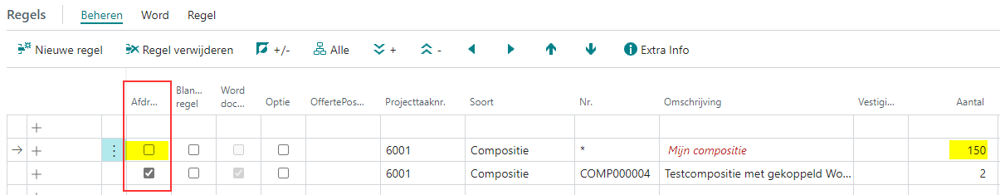 Regels Beheren Word Regel
Nieuwe regel Regel verwijderen +/- Alle + - Extra Info
Afdr... Blan... regel Word doc... Optie OffertePos... Projecttaaknr. Soort Nr. Omschrijving Vestigi... Aantal
6001 Compositie * Mijn compositie 150
6001 Compositie COMP000004 Testcompositie met gekoppeld Wo... 2